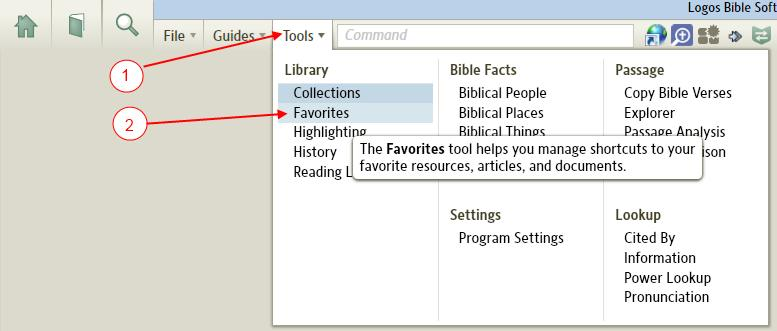 Logos Bible Soft
File
Guides
Tools
Command
1
2
Library
Collections
Favorites
Highlighting
History
Reading L
Bible Facts
Biblical People
Biblical Places
Biblical Things
Passage
Copy Bible Verses
Explorer
Passage Analysis
ison
The Favorites tool helps you manage shortcuts to your
favorite resources, articles, and documents.
Settings
Program Settings
Lookup
Cited By
Information
Power Lookup
Pronunciation